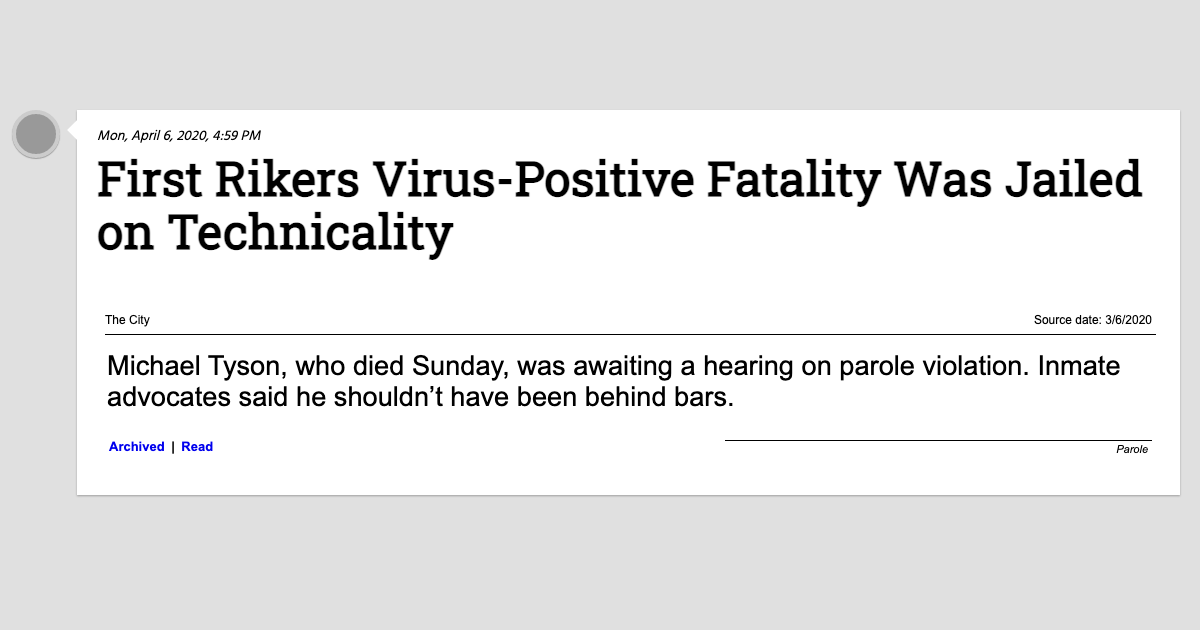 Mon, April 6, 2020, 4:59 PM
First Rikers Virus-Positive Fatality Was Jailed
on Technicality
The City
Source date: 3/6/2020
Michael Tyson, who died Sunday, was awaiting a hearing on parole violation. Inmate
advocates said he shouldn’t have been behind bars.
Archived | Read
Parole